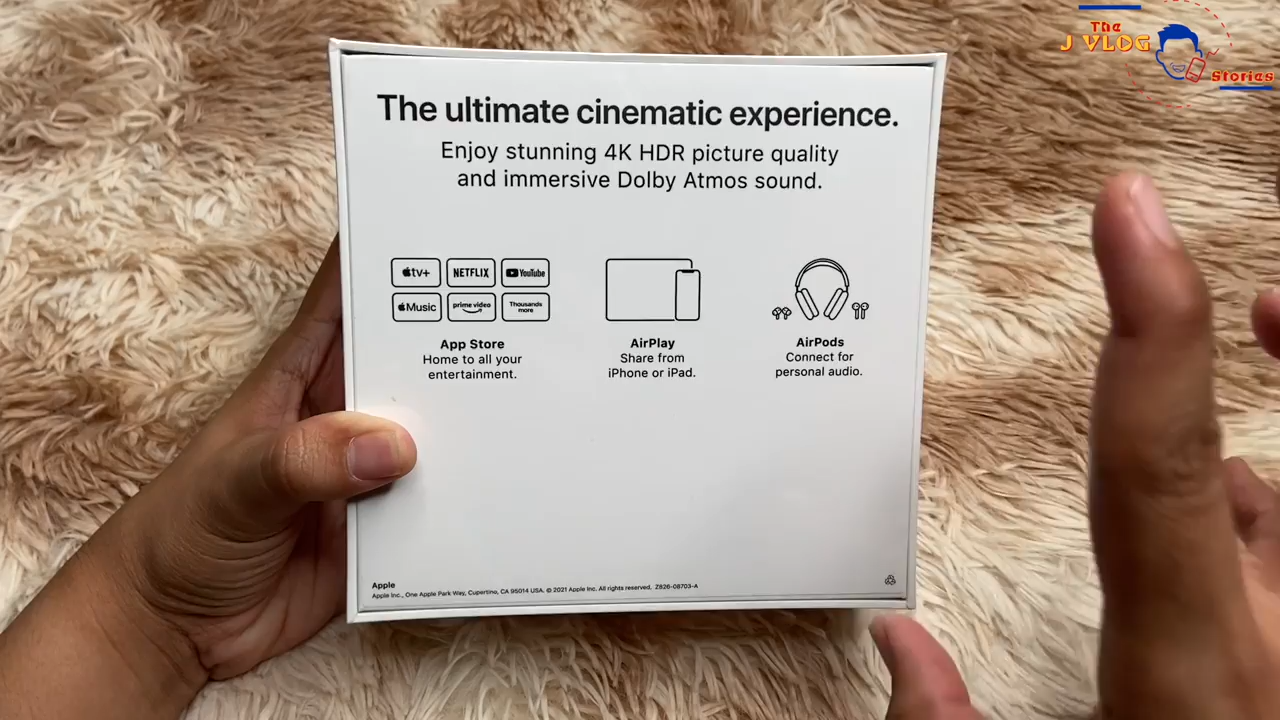 The
J VLOG
Stories
The ultimate cinematic experience.
Enjoy stunning 4K HDR picture quality
and immersive Dolby Atmos sound.
tv+
NETFLIX
YouTube
Music
prime video
Thousands
more
App Store
Home to all your
entertainment.
AirPlay
Share from
iPhone or iPad.
AirPods
Connect for
personal audio.
Apple
Apple Inc., One Apple Park Way, Cupertino, CA 95014 USA. © 2021 Apple Inc. All rights reserved. Z826-08703-A